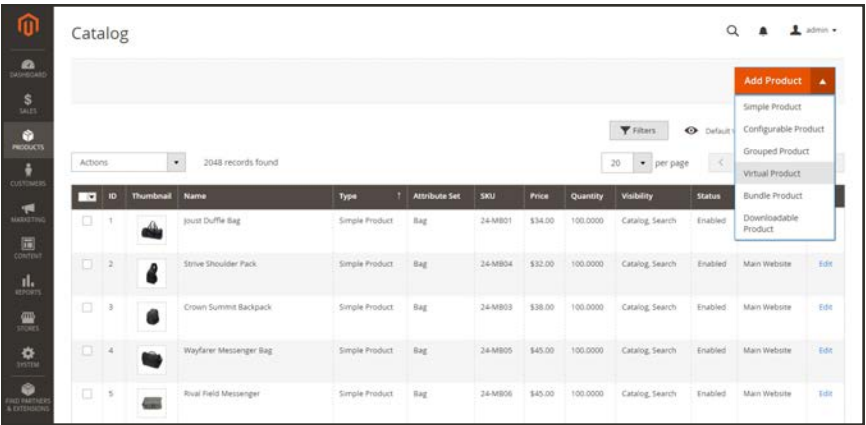 Catalog
admin
DASHBOARD
SALES
PRODUCTS
CUSTOMERS
MARKETING
CONTENT
REPORTS
STORES
SYSTEM
FIND PARTNERS
& EXTENSIONS
Add Product
Simple Product
Configurable Product
Grouped Product
Virtual Product
Bundle Product
Downloadable
Product
Filters
Default
Actions
2048 records found
20
per page
ID Thumbnail Name Type Attribute Set SKU Price Quantity Visibility Status
1 Joust Duffle Bag Simple Product Bag 24-MB01 $34.00 100.0000 Catalog, Search Enabled
2 Strive Shoulder Pack Simple Product Bag 24-MB04 $32.00 100.0000 Catalog, Search Enabled Main Website Edit
3 Crown Summit Backpack Simple Product Bag 24-MB03 $38.00 100.0000 Catalog, Search Enabled Main Website Edit
4 Wayfarer Messenger Bag Simple Product Bag 24-MB05 $45.00 100.0000 Catalog, Search Enabled Main Website Edit
5 Rival Field Messenger Simple Product Bag 24-MB06 $45.00 100.0000 Catalog, Search Enabled Main Website Edit